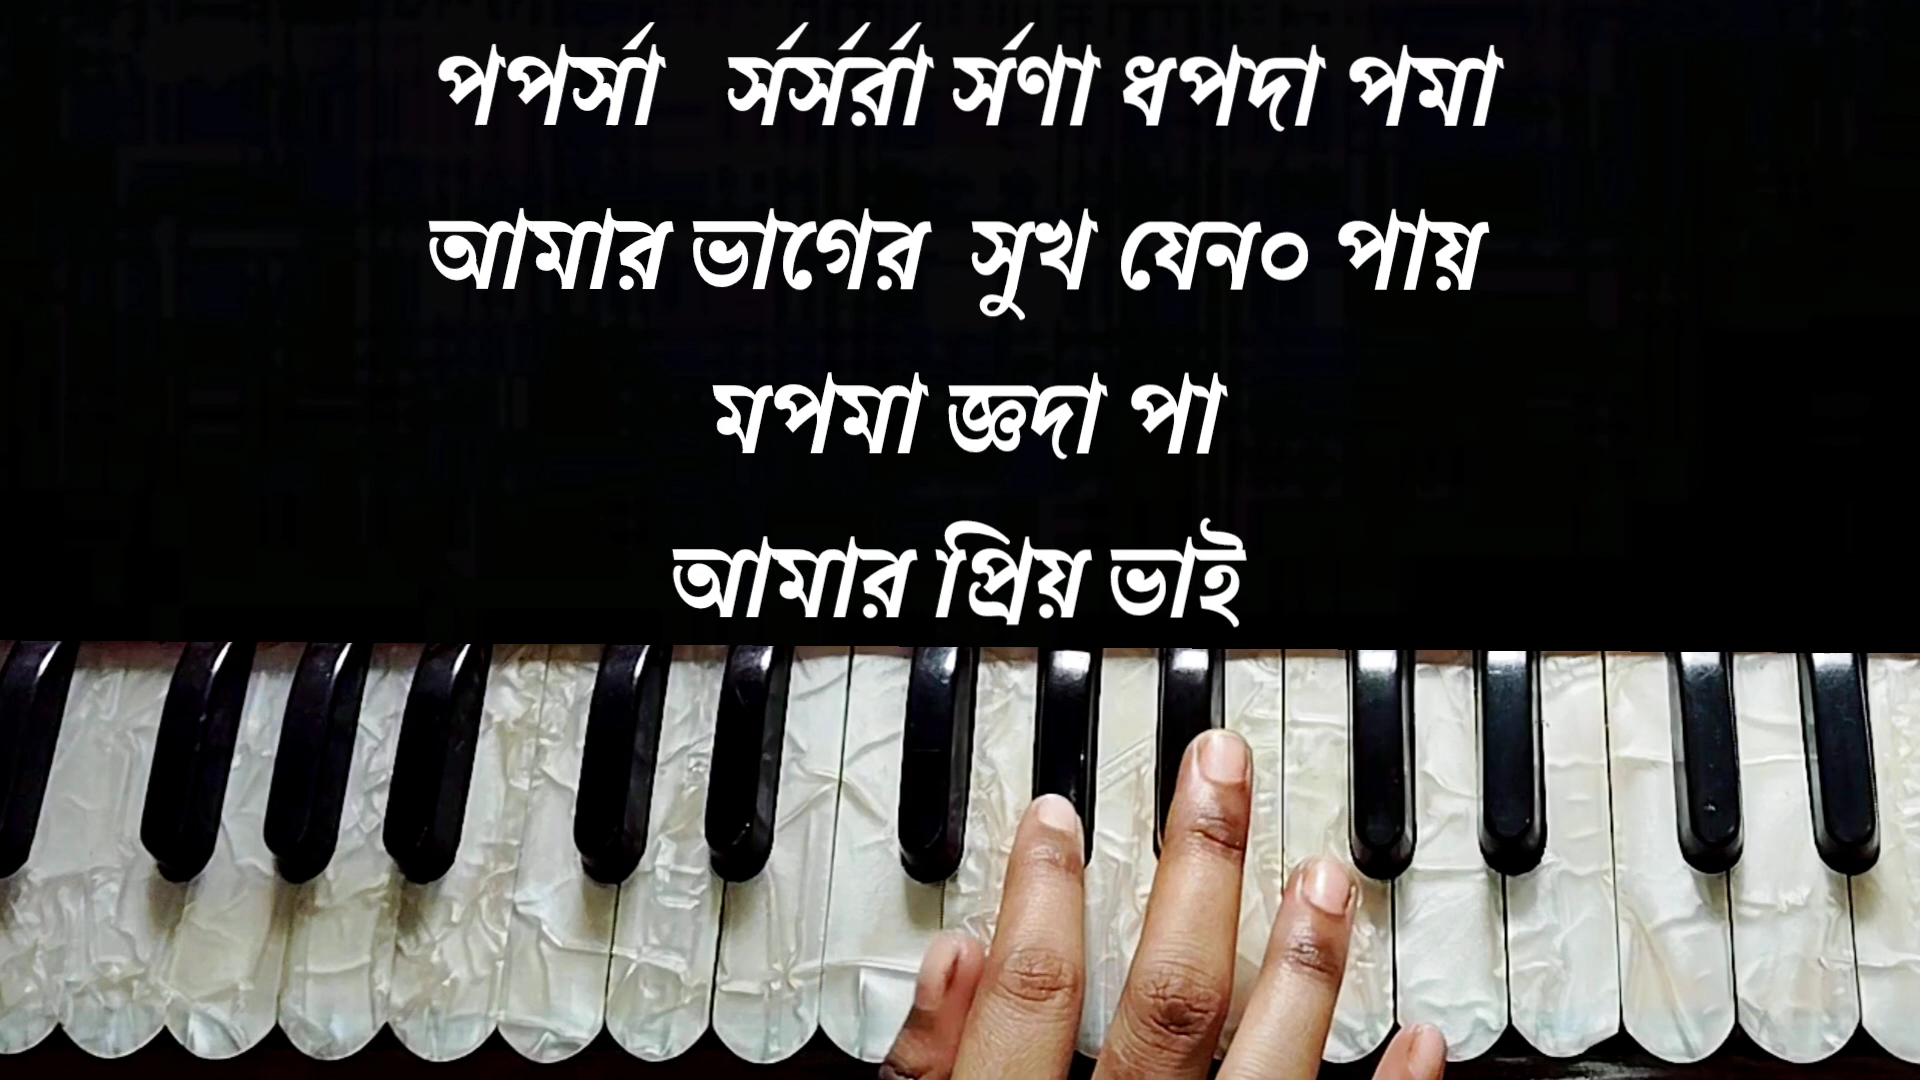 পপর্সা র্সর্সর্রা র্সণা ধপদা পমা
আমার ভাগের সুখ যেন০ পায়
মপমা জ্ঞদা পা
আমার প্রিয় ভাই